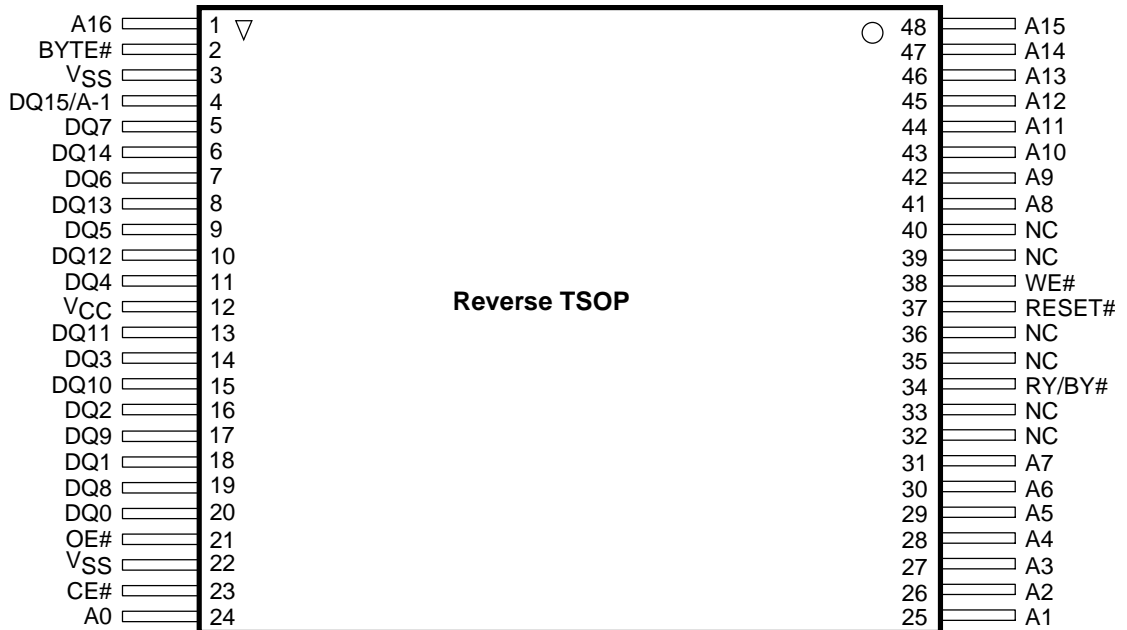 A16 1 48 A15
BYTE# 2 47 A14
VSS 3 46 A13
DQ15/A-1 4 45 A12
DQ7 5 44 A11
DQ14 6 43 A10
DQ6 7 42 A9
DQ13 8 41 A8
DQ5 9 40 NC
DQ12 10 39 NC
DQ4 11 38 WE#
VCC 12 Reverse TSOP 37 RESET#
DQ11 13 36 NC
DQ3 14 35 NC
DQ10 15 34 RY/BY#
DQ2 16 33 NC
DQ9 17 32 NC
DQ1 18 31 A7
DQ8 19 30 A6
DQ0 20 29 A5
OE# 21 28 A4
VSS 22 27 A3
CE# 23 26 A2
A0 24 25 A1